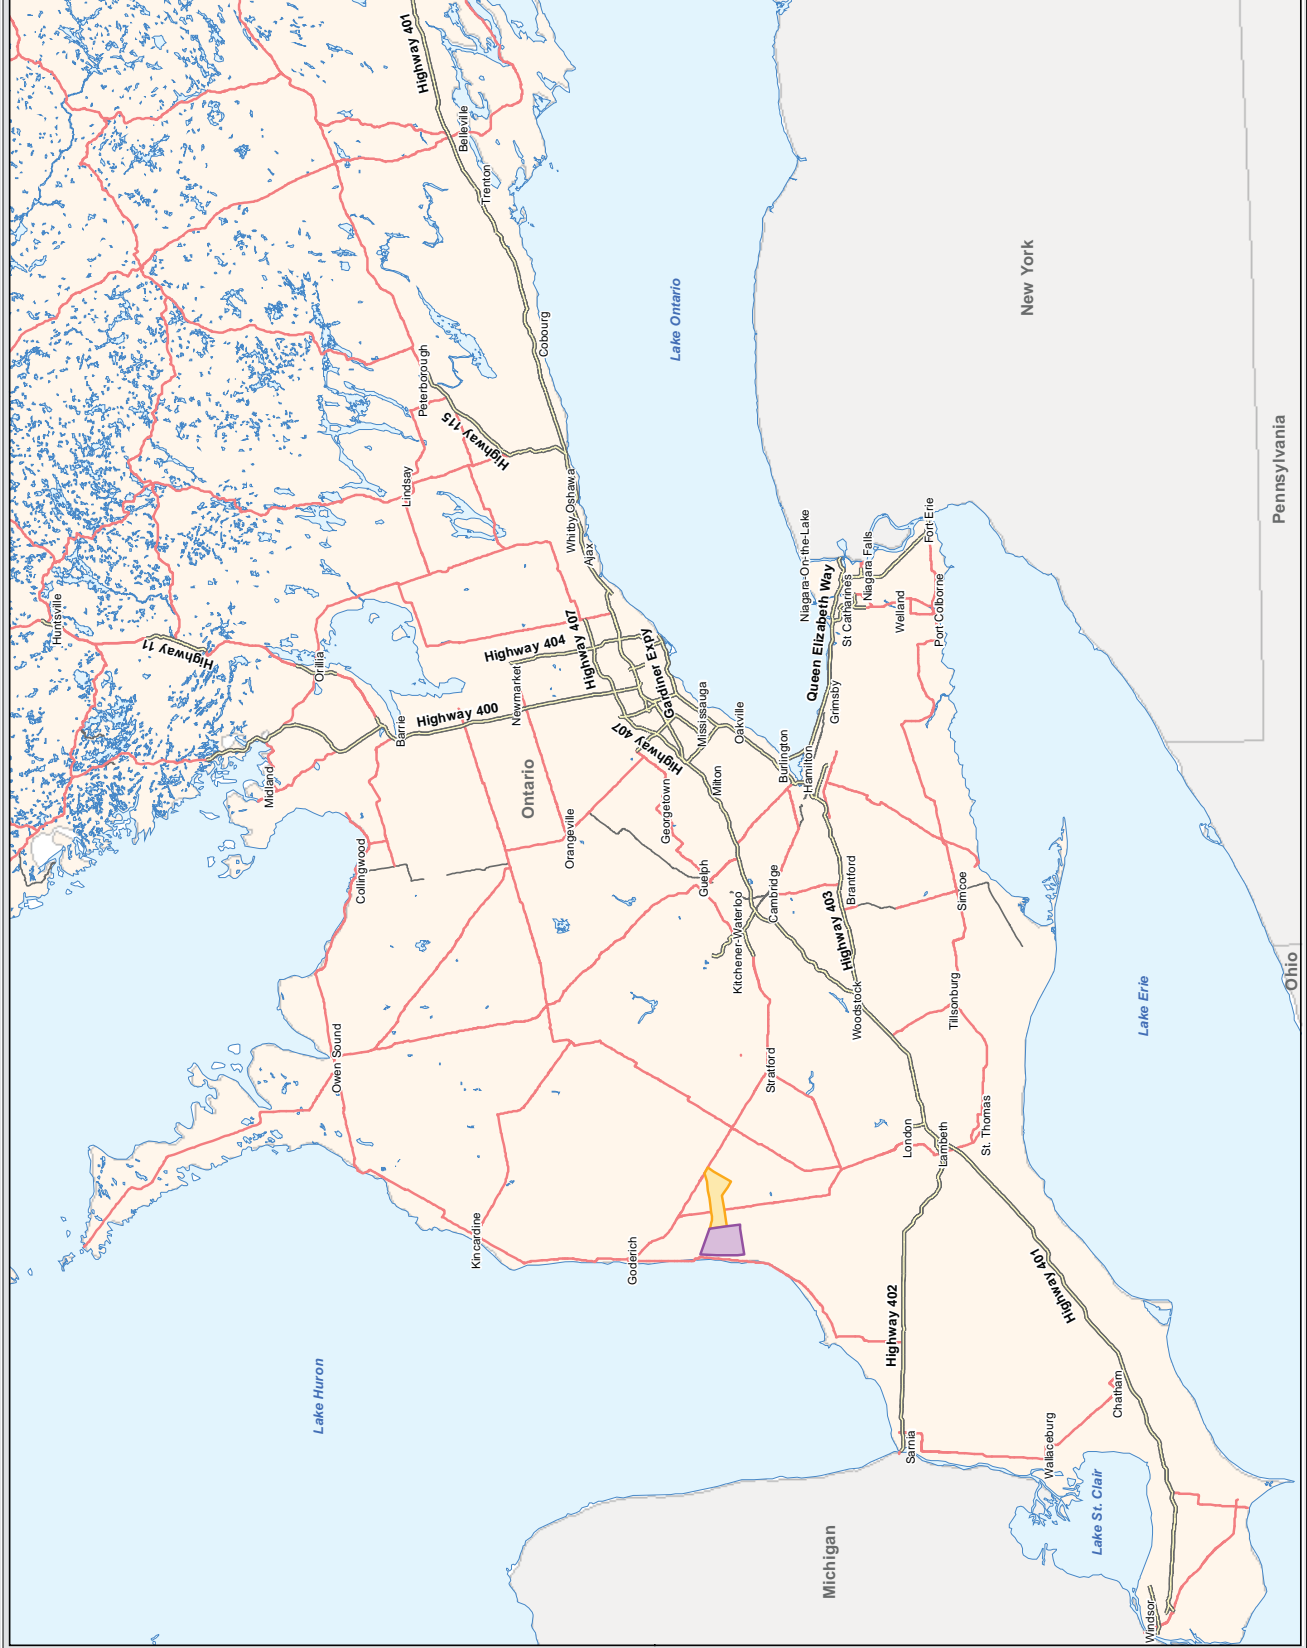 Highway 401
Belleville
Trenton
Cobourg
Lake Ontario
New York
Pennsylvania
Peterborough
Highway 115
Lindsay
Whitby
Oshawa
Ajax
Huntsville
Highway 11
Orillia
Barrie
Midland
Collingwood
Highway 400
Newmarket
Highway 404
Highway 407
Gardiner Expy
Highway 407
Mississauga
Oakville
Milton
Georgetown
Orangeville
Ontario
Burlington
Hamilton
Grimsby
Queen Elizabeth Way
Niagara-On-the-Lake
St Catharines
Niagara Falls
Welland
Port Colborne
Fort Erie
Guelph
Cambridge
Kitchener-Waterloo
Brantford
Highway 403
Simcoe
Woodstock
Tillsonburg
Lake Erie
Ohio
Owen Sound
Stratford
London
Lambeth
St. Thomas
Kincardine
Goderich
Lake Huron
Highway 402
Highway 401
Sarnia
Chatham
Wallaceburg
Lake St. Clair
Michigan
Windsor